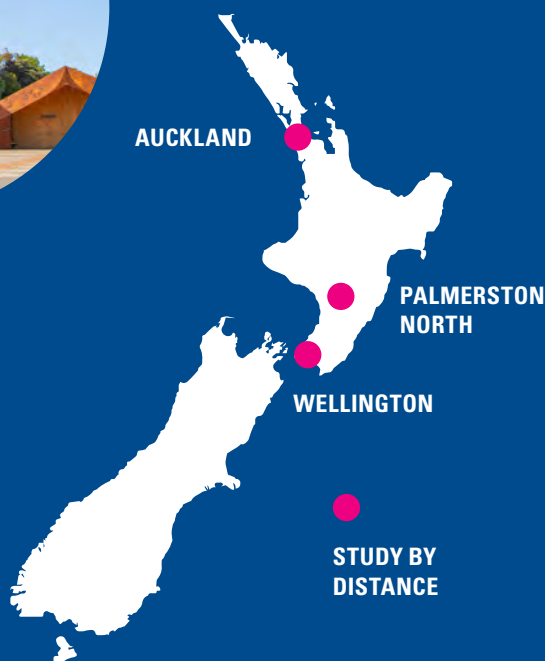 AUCKLAND
PALMERSTON
NORTH
WELLINGTON
STUDY BY
DISTANCE